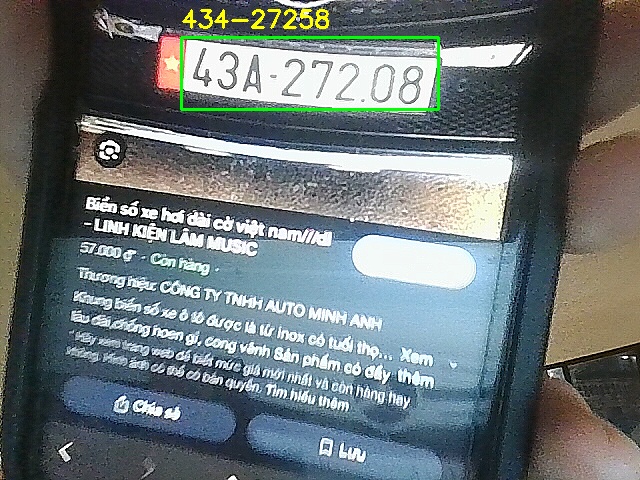 434-27258
43A-272.08
Biển số xe hơi dài cờ việt nam///dl
- LINH KIỆN LÂM MUSIC
57.000 ₫ · Còn hàng ·
Thương hiệu: CÔNG TY TNHH AUTO MINH ANH
Khung biển số xe ô tô được là từ inox có tuổi thọ... Xem
lâu dài,chống hoen gỉ, cong vênh Sản phẩm có đầy thêm
Hãy xem trang web để biết mức giá mới nhất và còn hàng hay
không. Hình ảnh có thể có bản quyền. Tìm hiểu thêm
Chia sẻ
Lưu